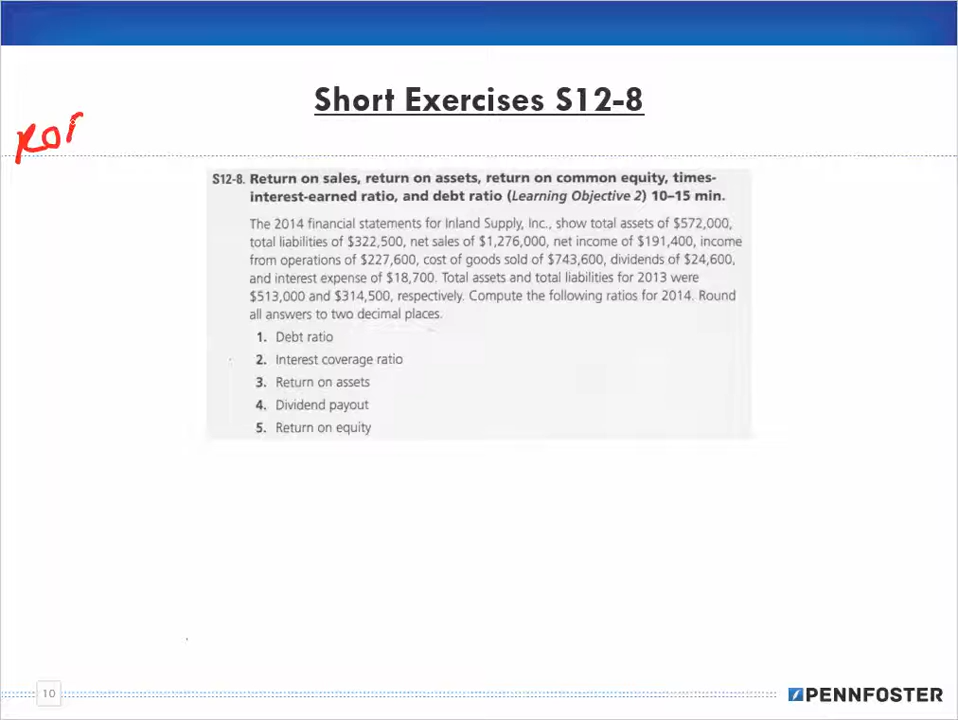 Short Exercises S12-8
S12-8. Return on sales, return on assets, return on common equity, times-
interest-earned ratio, and debt ratio (Learning Objective 2) 10–15 min.
The 2014 financial statements for Inland Supply, Inc., show total assets of $572,000,
total liabilities of $322,500, net sales of $1,276,000, net income of $191,400, income
from operations of $227,600, cost of goods sold of $743,600, dividends of $24,600,
and interest expense of $18,700. Total assets and total liabilities for 2013 were
$513,000 and $314,500, respectively. Compute the following ratios for 2014. Round
all answers to two decimal places.
1. Debt ratio
2. Interest coverage ratio
3. Return on assets
4. Dividend payout
5. Return on equity
10
PENNFOSTER